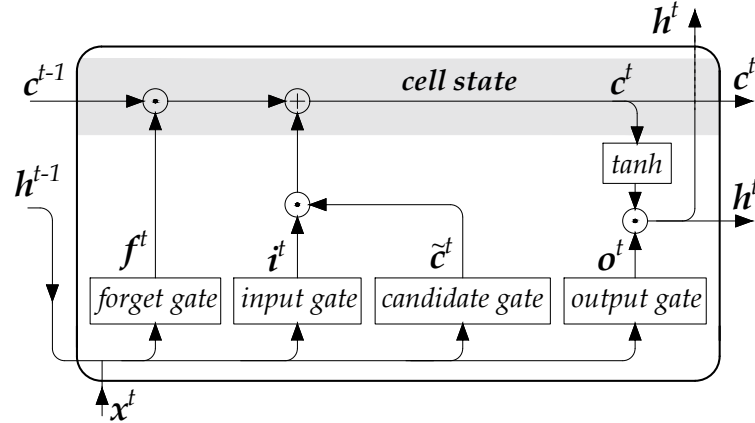 h^t
c^{t-1}
cell state
c^t
c^t
h^{t-1}
tanh
h^t
f^t
i^t
c̃^t
o^t
forget gate
input gate
candidate gate
output gate
x^t